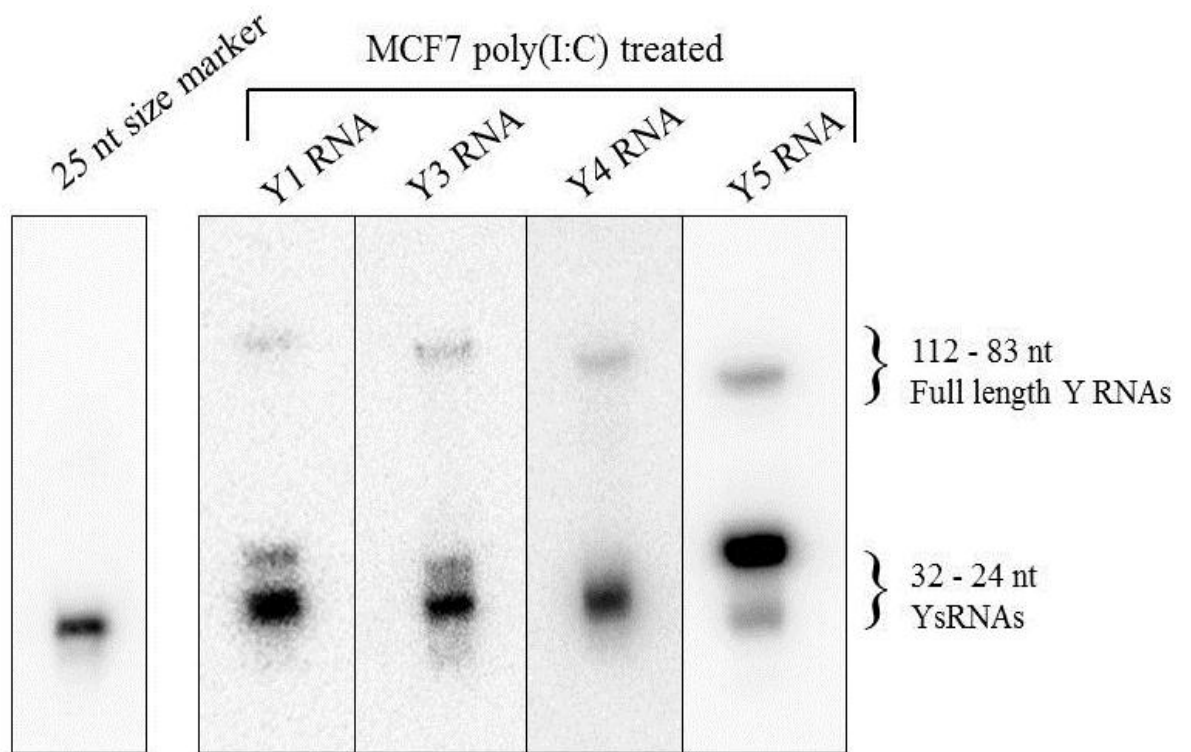 MCF7 poly(I:C) treated
25 nt size marker
Y1 RNA
Y3 RNA
Y4 RNA
Y5 RNA
112 - 83 nt
Full length Y RNAs
32 - 24 nt
YsRNAs